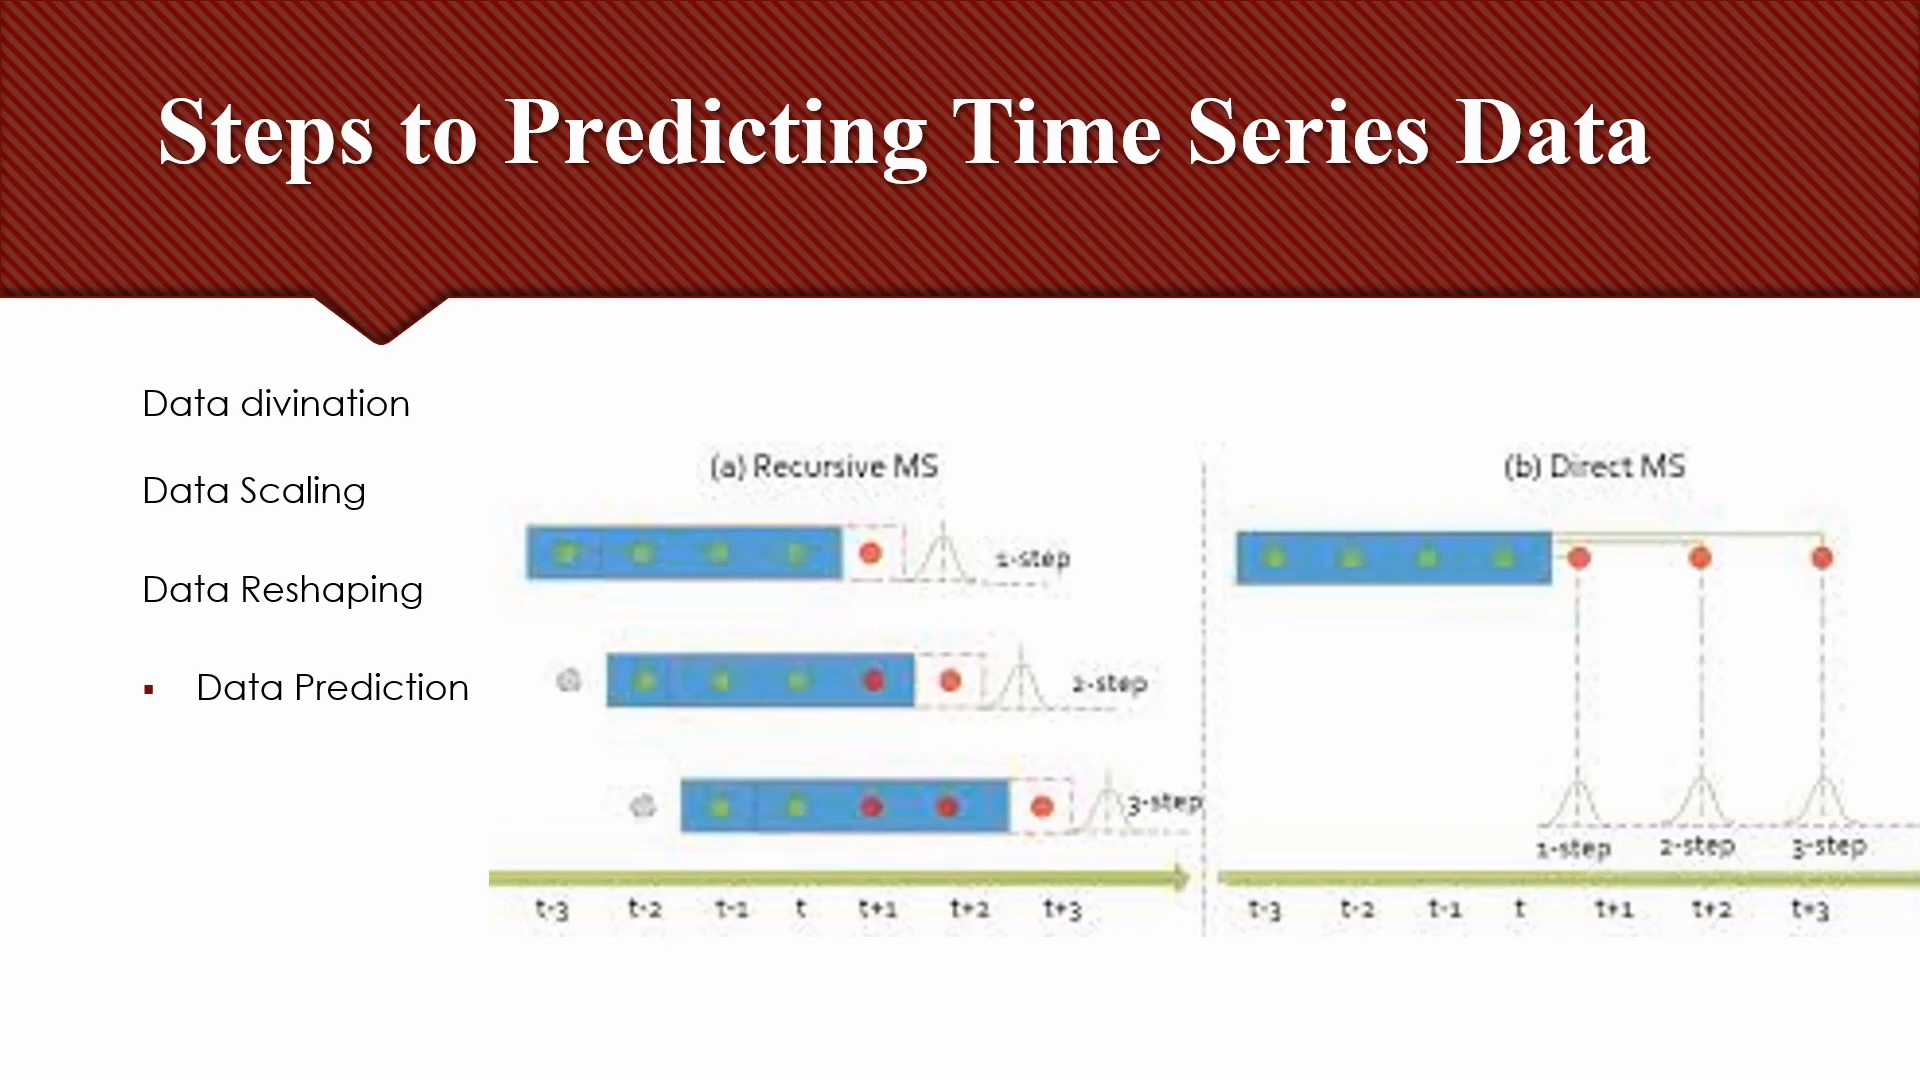 Steps to Predicting Time Series Data
Data divination
Data Scaling
Data Reshaping
▪ Data Prediction
(a) Recursive MS
1-step
2-step
3-step
t-3 t-2 t-1 t t+1 t+2 t+3
(b) Direct MS
1-step 2-step 3-step
t-3 t-2 t-1 t t+1 t+2 t+3